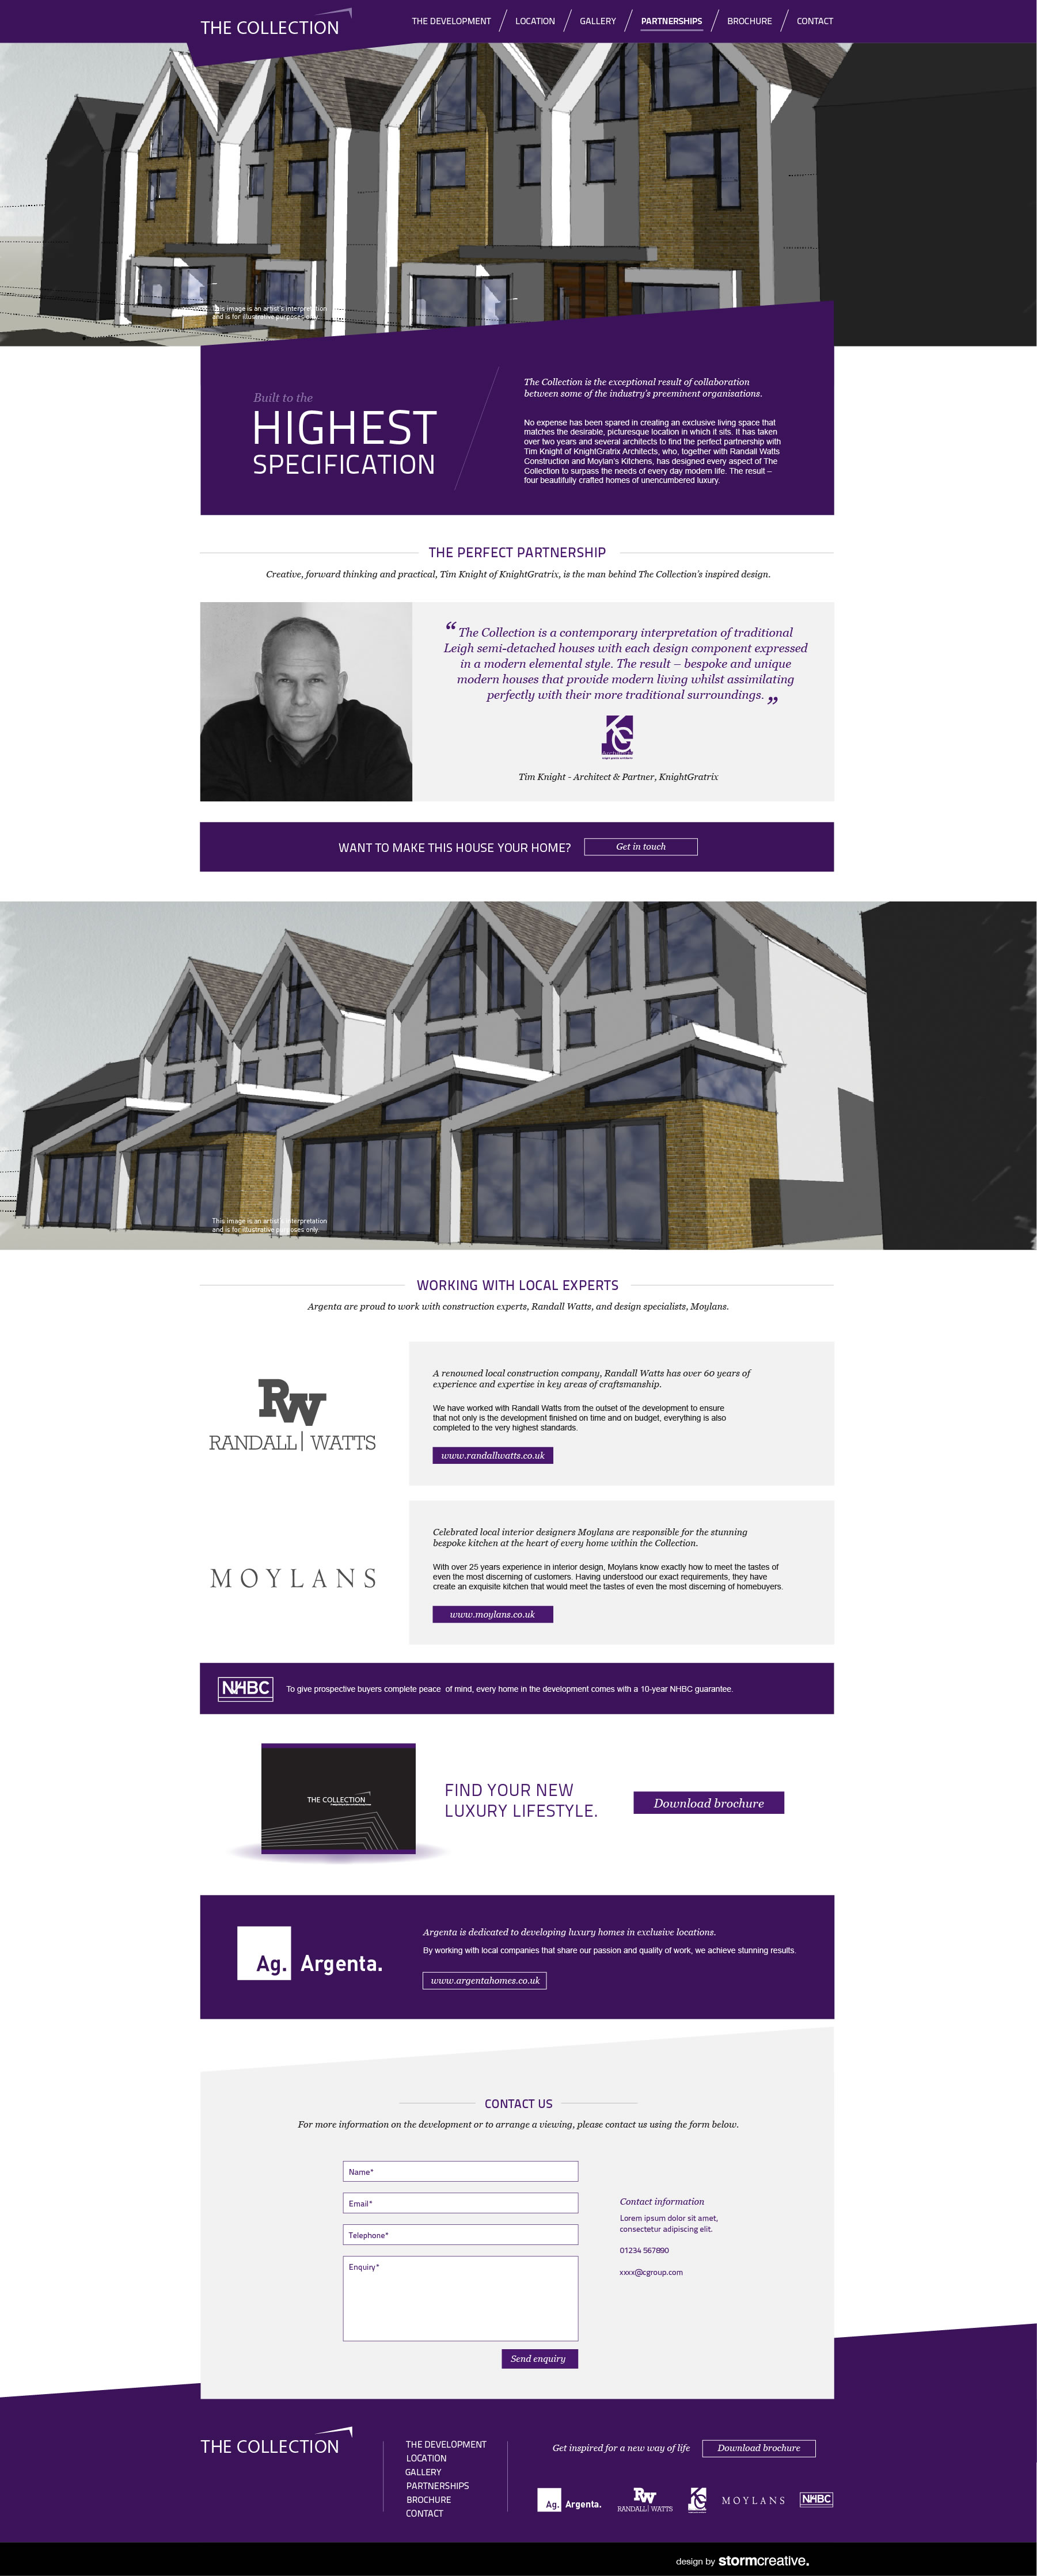 THE COLLECTION
THE DEVELOPMENT
LOCATION
GALLERY
PARTNERSHIPS
BROCHURE
CONTACT
This image is an artist's interpretation
and is for illustrative purposes only.
Built to the
HIGHEST
SPECIFICATION
The Collection is the exceptional result of collaboration
between some of the industry's preeminent organisations.
No expense has been spared in creating an exclusive living space that
matches the desirable, picturesque location in which it sits. It has taken
over two years and several architects to find the perfect partnership with
Tim Knight of KnightGratrix Architects, who, together with Randall Watts
Construction and Moylan's Kitchens, has designed every aspect of The
Collection to surpass the needs of every day modern life. The result –
four beautifully crafted homes of unencumbered luxury.
THE PERFECT PARTNERSHIP
Creative, forward thinking and practical, Tim Knight of KnightGratrix, is the man behind The Collection's inspired design.
“ The Collection is a contemporary interpretation of traditional
Leigh semi-detached houses with each design component expressed
in a modern elemental style. The result – bespoke and unique
modern houses that provide modern living whilst assimilating
perfectly with their more traditional surroundings. ”
KG
Tim Knight - Architect & Partner, KnightGratrix
WANT TO MAKE THIS HOUSE YOUR HOME?
Get in touch
This image is an artist's interpretation
and is for illustrative purposes only.
WORKING WITH LOCAL EXPERTS
Argenta are proud to work with construction experts, Randall Watts, and design specialists, Moylans.
RW
RANDALL | WATTS
A renowned local construction company, Randall Watts has over 60 years of
experience and expertise in key areas of craftsmanship.
We have worked with Randall Watts from the outset of the development to ensure
that not only is the development finished on time and on budget, everything is also
completed to the very highest standards.
www.randallwatts.co.uk
MOYLANS
Celebrated local interior designers Moylans are responsible for the stunning
bespoke kitchen at the heart of every home within the Collection.
With over 25 years experience in interior design, Moylans know exactly how to meet the tastes of
even the most discerning of customers. Having understood our exact requirements, they have
create an exquisite kitchen that would meet the tastes of even the most discerning of homebuyers.
www.moylans.co.uk
NHBC
To give prospective buyers complete peace of mind, every home in the development comes with a 10-year NHBC guarantee.
THE COLLECTION
FIND YOUR NEW
LUXURY LIFESTYLE.
Download brochure
Ag. Argenta.
Argenta is dedicated to developing luxury homes in exclusive locations.
By working with local companies that share our passion and quality of work, we achieve stunning results.
www.argentahomes.co.uk
CONTACT US
For more information on the development or to arrange a viewing, please contact us using the form below.
Name*
Email*
Telephone*
Enquiry*
Send enquiry
Contact information
Lorem ipsum dolor sit amet,
consectetur adipiscing elit.
01234 567890
xxxx@cgroup.com
THE COLLECTION
THE DEVELOPMENT
LOCATION
GALLERY
PARTNERSHIPS
BROCHURE
CONTACT
Get inspired for a new way of life
Download brochure
Ag. Argenta.
RW
RANDALL | WATTS
KG
MOYLANS
NHBC
design by stormcreative.